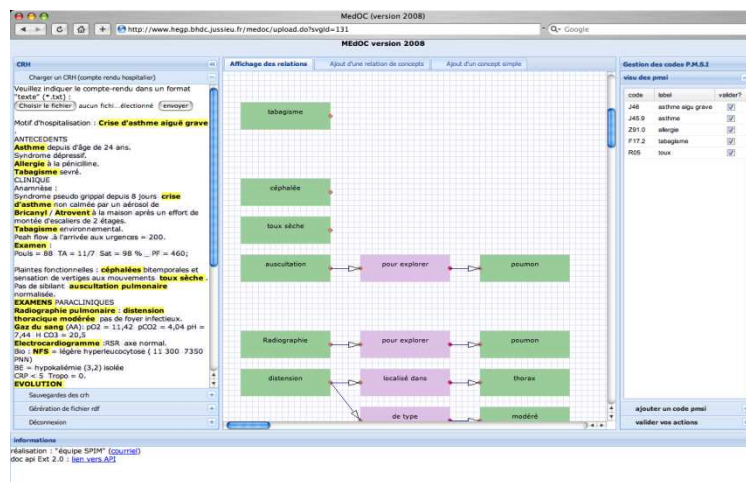 MedOC (version 2008)
http://www.hegp.bhdc.jussieu.fr/medoc/upload.do?svgId=131
Google
MEdOC version 2008
CRH
Charger un CRH (compte rendu hospitalier)
Veuillez indiquer le compte-rendu dans un format
"texte" (*.txt) :
Choisir le fichier aucun fichi...électionné envoyer
Motif d'hospitalisation : Crise d'asthme aiguë grave
.
ANTECEDENTS
Asthme depuis d'âge de 24 ans.
Syndrome dépressif.
Allergie à la pénicilline.
Tabagisme sevré.
CLINIQUE
Anamnèse :
Syndrome pseudo grippal depuis 8 jours crise
d'asthme non calmée par un aérosol de
Bricanyl / Atrovent à la maison après un effort de
montée d'escaliers de 2 étages.
Tabagisme environnemental.
Peah flow .à l'arrivée aux urgences = 200.
Examen :
Pouls = 88 TA = 11/7 Sat = 98 % _ PF = 460;
Plaintes fonctionnelles : céphalées bitemporales et
sensation de vertiges aux mouvements toux sèche .
Pas de sibilant auscultation pulmonaire
normalisée.
EXAMENS PARACLINIQUES
Radiographie pulmonaire : distension
thoracique modérée pas de foyer infectieux.
Gaz du sang (AA): pO2 = 11,42 pCO2 = 4,04 pH =
7,44 H CO3 = 20,5
Electrocardiogramme :RSR axe normal.
Bio : NFS = légère hyperleucocytose ( 11 300 7350
PNN)
BE = hypokaliémie (3,2) isolée
CRP < 5 Tropo = 0.
EVOLUTION
Sauvegardes des crh
Génération de fichier rdf
Déconnexion
Affichage des relations
Ajout d'une relation de concepts
Ajout d'un concept simple
tabagisme
céphalée
toux sèche
auscultation
pour explorer
poumon
Radiographie
pour explorer
poumon
distension
localisé dans
thorax
de type
modéré
Gestion des codes P.M.S.I
visu des pmsi
code label valider?
J46 asthme aigu grave
J45.9 asthme
Z91.0 allergie
F17.2 tabagisme
R05 toux
ajouter un code pmsi
valider vos actions
informations
réalisation : "équipe SPIM" (courriel)
doc api Ext 2.0 : lien vers API